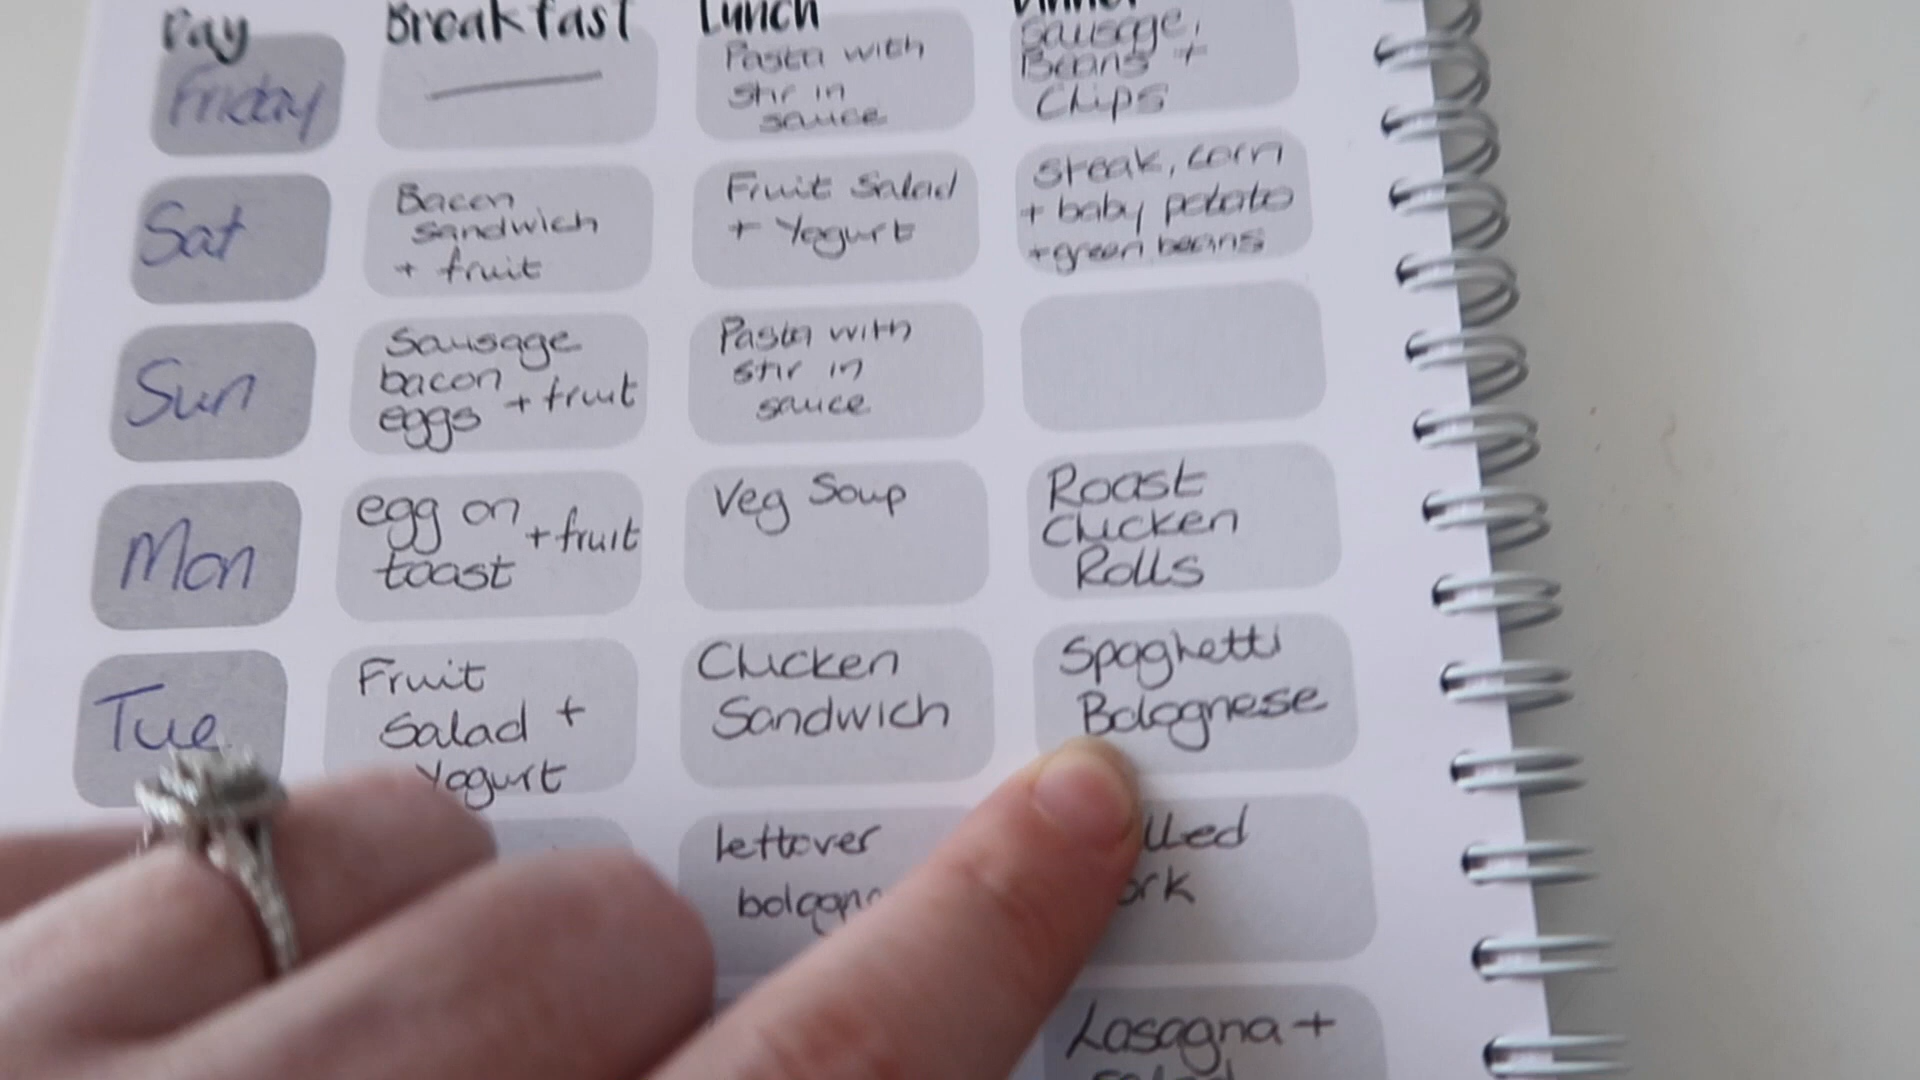 Day Breakfast Lunch Dinner
Friday
Pasta with
stir in
sauce
Sausage,
Beans +
Chips
Sat
Bacon
sandwich
+ fruit
Fruit Salad
+ Yogurt
steak, corn
+ baby potato
+green beans
Sun
Sausage
bacon
eggs + fruit
Pasta with
stir in
sauce
Mon
egg on + fruit
toast
Veg Soup
Roast
Chicken
Rolls
Tue
Fruit
Salad +
Yogurt
Chicken
Sandwich
Spaghetti
Bolognese
leftover
Lasagna +